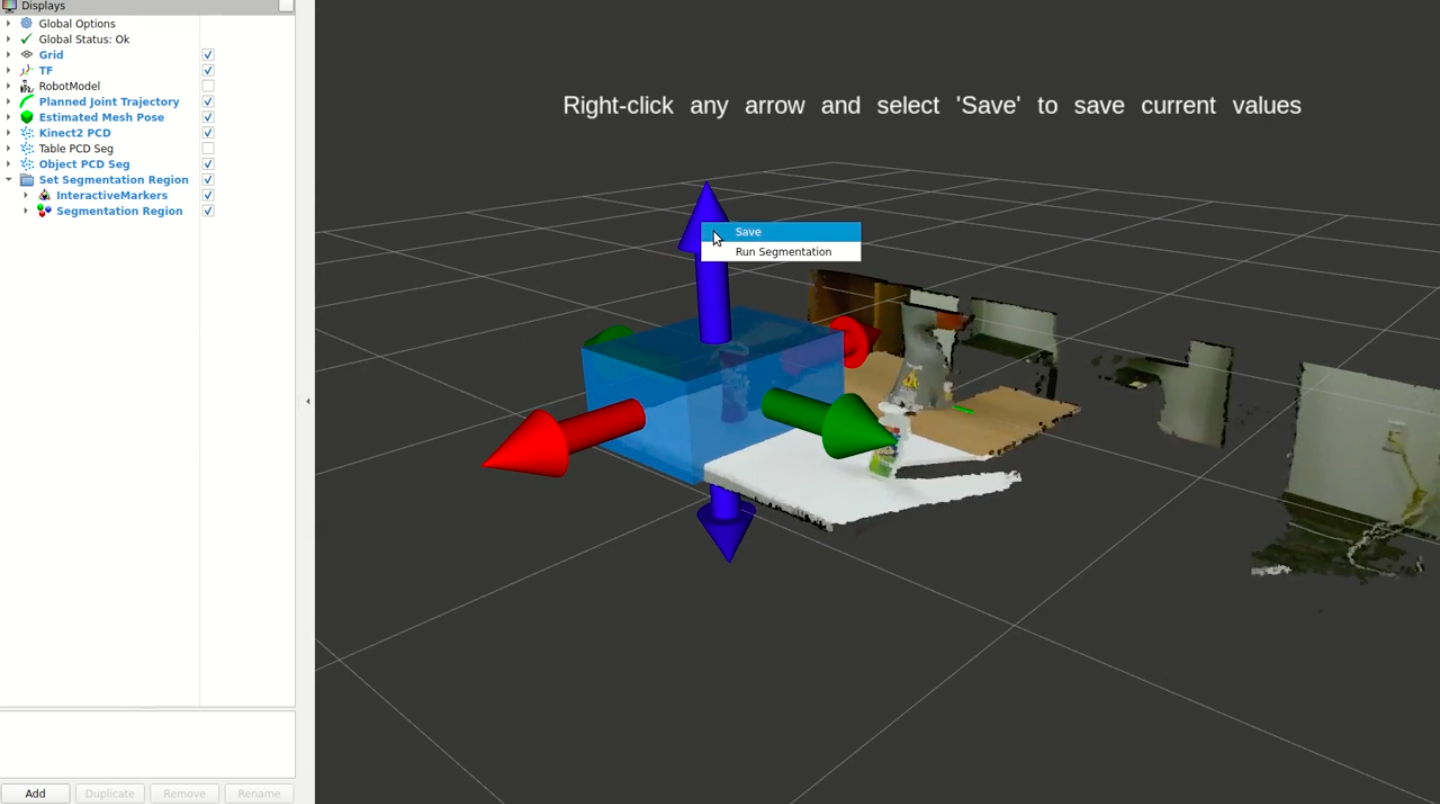 Displays
Global Options
Global Status: Ok
Grid
TF
RobotModel
Planned Joint Trajectory
Estimated Mesh Pose
Kinect2 PCD
Table PCD Seg
Object PCD Seg
Set Segmentation Region
InteractiveMarkers
Segmentation Region
Add
Duplicate
Remove
Rename
Right-click any arrow and select 'Save' to save current values
Save
Run Segmentation